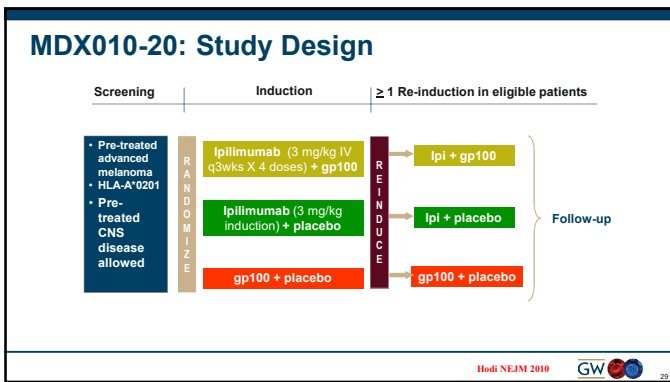 MDX010-20: Study Design
Screening
Induction
≥ 1 Re-induction in eligible patients
• Pre-treated
advanced
melanoma
• HLA-A*0201
• Pre-
treated
CNS
disease
allowed
RANDOMIZE
Ipilimumab (3 mg/kg IV
q3wks X 4 doses) + gp100
Ipilimumab (3 mg/kg
induction) + placebo
gp100 + placebo
REINDUCE
Ipi + gp100
Ipi + placebo
gp100 + placebo
Follow-up
Hodi NEJM 2010
GW
29